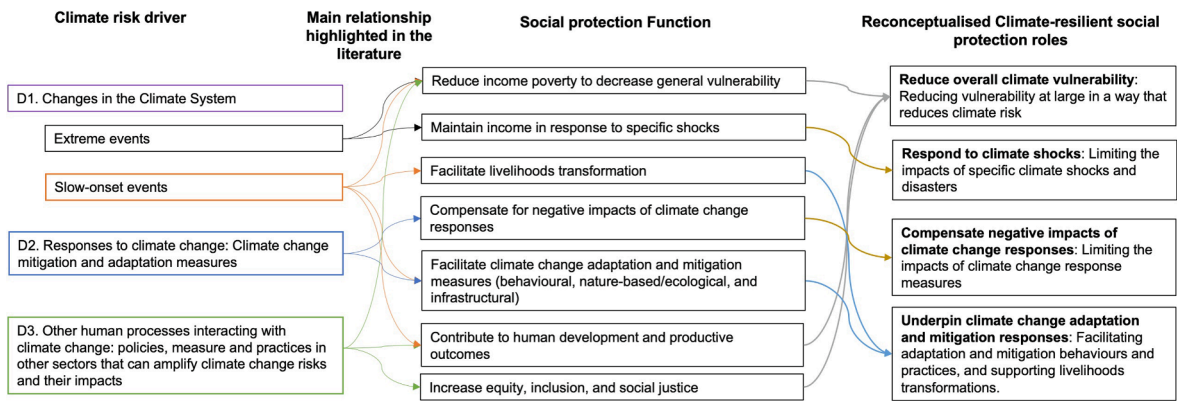 Climate risk driver
Main relationship
highlighted in the
literature
Social protection Function
Reconceptualised Climate-resilient social
protection roles
D1. Changes in the Climate System
Extreme events
Slow-onset events
D2. Responses to climate change: Climate change
mitigation and adaptation measures
D3. Other human processes interacting with
climate change: policies, measure and practices in
other sectors that can amplify climate change risks
and their impacts
Reduce income poverty to decrease general vulnerability
Maintain income in response to specific shocks
Facilitate livelihoods transformation
Compensate for negative impacts of climate change
responses
Facilitate climate change adaptation and mitigation
measures (behavioural, nature-based/ecological, and
infrastructural)
Contribute to human development and productive
outcomes
Increase equity, inclusion, and social justice
Reduce overall climate vulnerability:
Reducing vulnerability at large in a way that
reduces climate risk
Respond to climate shocks: Limiting the
impacts of specific climate shocks and
disasters
Compensate negative impacts of
climate change responses: Limiting the
impacts of climate change response
measures
Underpin climate change adaptation
and mitigation responses: Facilitating
adaptation and mitigation behaviours and
practices, and supporting livelihoods
transformations.